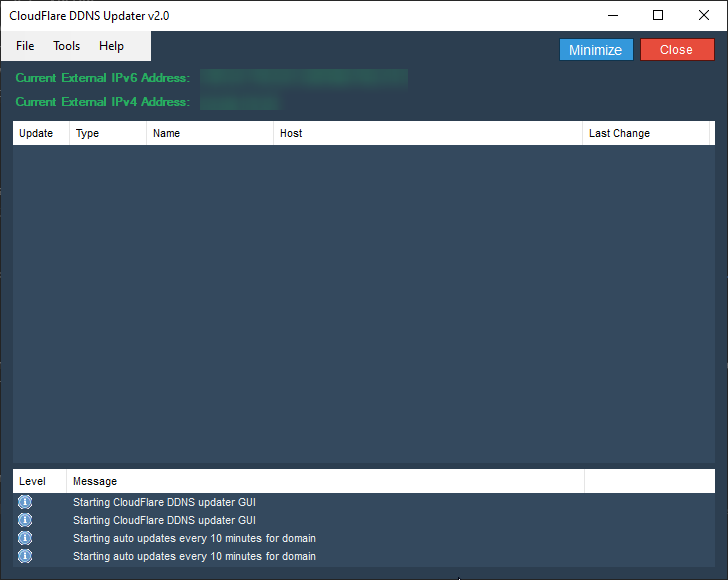 CloudFlare DDNS Updater v2.0
File Tools Help
Minimize Close
Current External IPv6 Address:
Current External IPv4 Address:
Update Type Name Host Last Change
Level Message
Starting CloudFlare DDNS updater GUI
Starting CloudFlare DDNS updater GUI
Starting auto updates every 10 minutes for domain
Starting auto updates every 10 minutes for domain